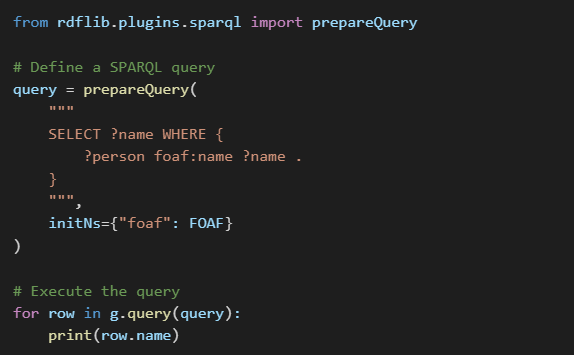 from rdflib.plugins.sparql import prepareQuery

# Define a SPARQL query
query = prepareQuery(
    """
    SELECT ?name WHERE {
        ?person foaf:name ?name .
    }
    """,
    initNs={"foaf": FOAF}
)

# Execute the query
for row in g.query(query):
    print(row.name)